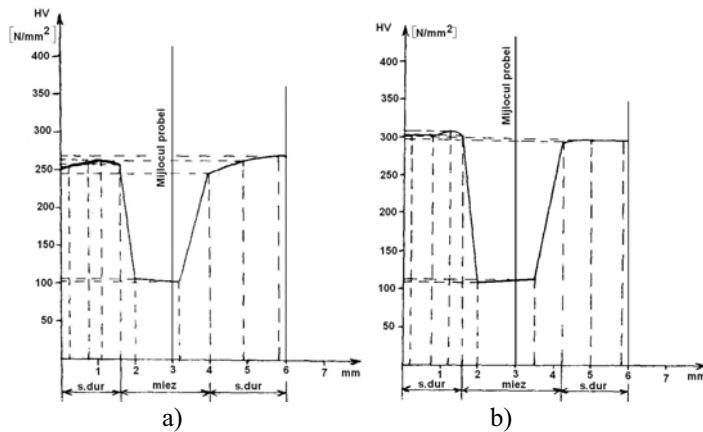 HV
[N/mm²]
400
350
300
250
200
150
100
50
Mijlocul probei
1 2 3 4 5 6 7 mm
s.dur miez s.dur
a)
HV
[N/mm²]
400
350
300
250
200
150
100
50
Mijlocul probei
1 2 3 4 5 6 7 mm
s.dur miez s.dur
b)